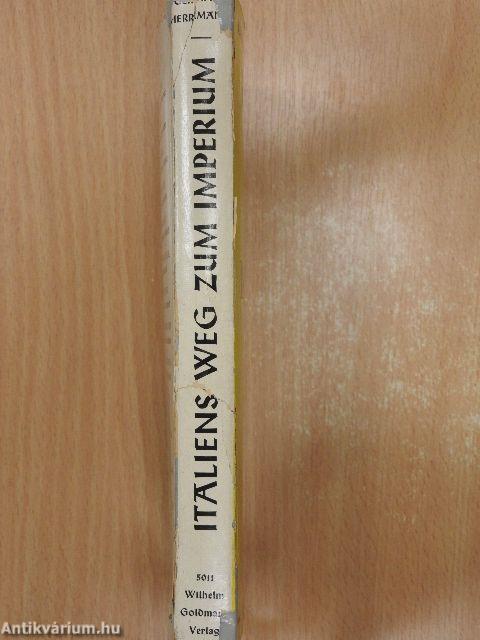 HERRMAN
ITALIENS WEG ZUM IMPERIUM
5011
Wilhelm
Goldman
Verlag
Antikvárium.hu